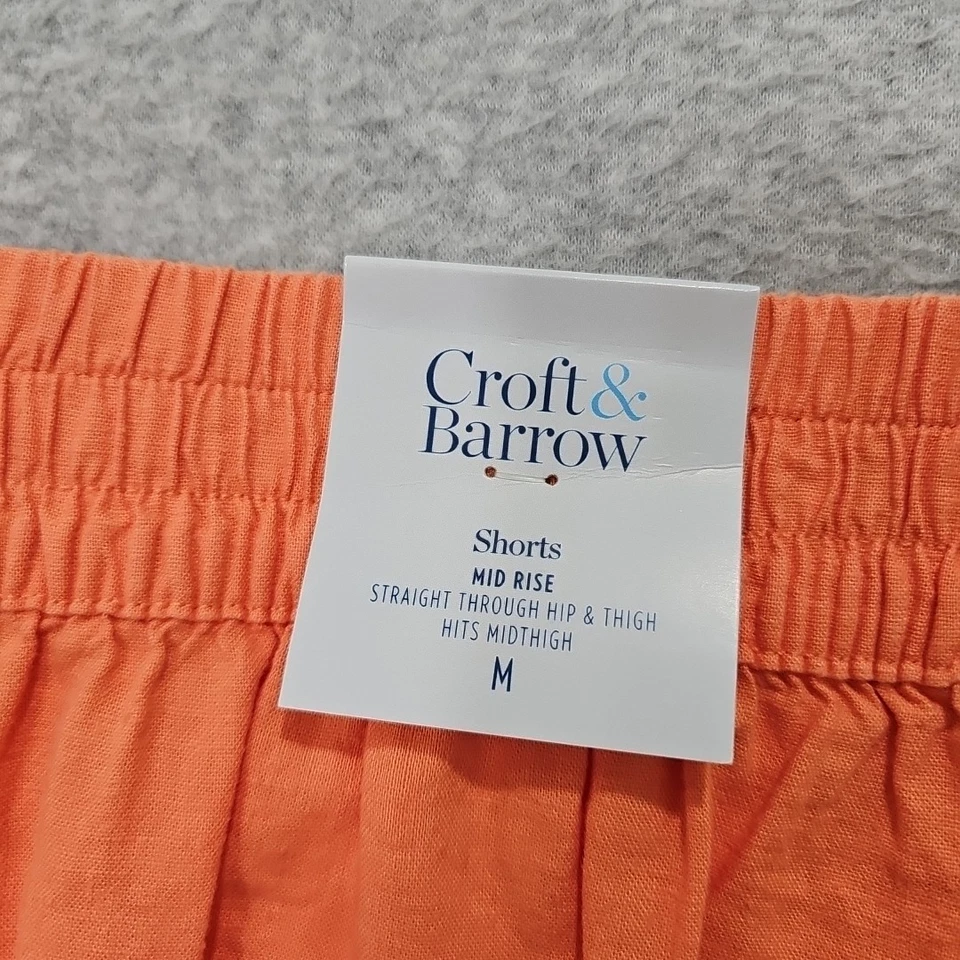 Croft &
Barrow
Shorts
MID RISE
STRAIGHT THROUGH HIP & THIGH
HITS MIDTHIGH
M